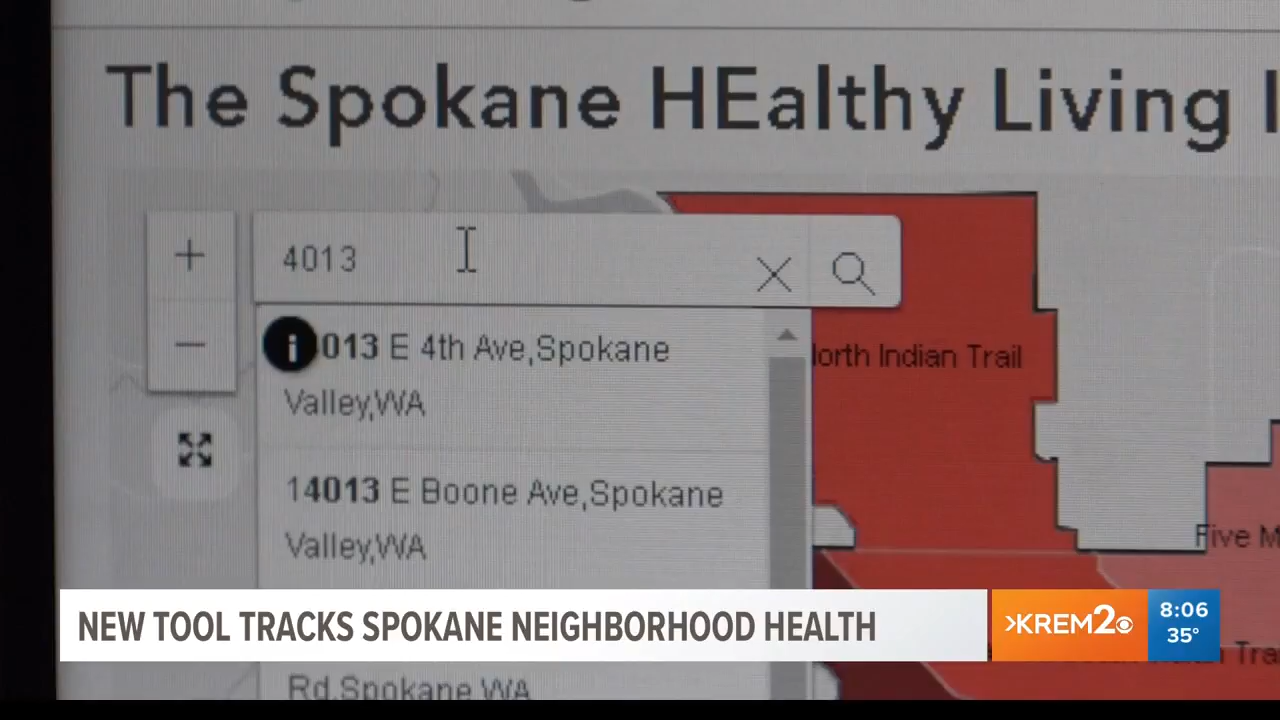 The Spokane HEalthy Living
+
4013
013 E 4th Ave,Spokane
Valley,WA
North Indian Trail
14013 E Boone Ave,Spokane
Valley,WA
Five M
NEW TOOL TRACKS SPOKANE NEIGHBORHOOD HEALTH
KREM2
8:06
35°
Rd,Spokane,WA